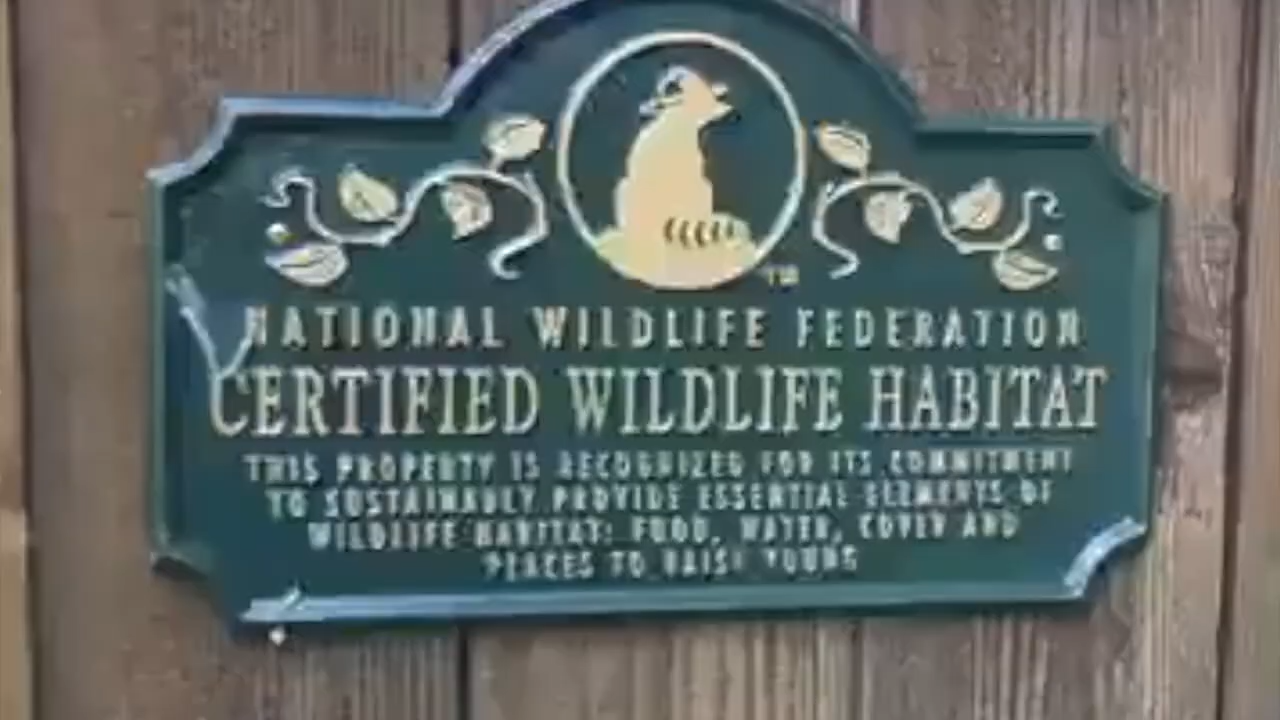 TM
NATIONAL WILDLIFE FEDERATION
CERTIFIED WILDLIFE HABITAT
THIS PROPERTY IS RECOGNIZED FOR ITS COMMITMENT
TO SUSTAINABLY PROVIDE ESSENTIAL ELEMENTS OF
WILDLIFE HABITAT: FOOD, WATER, COVER AND
PLACES TO RAISE YOUNG